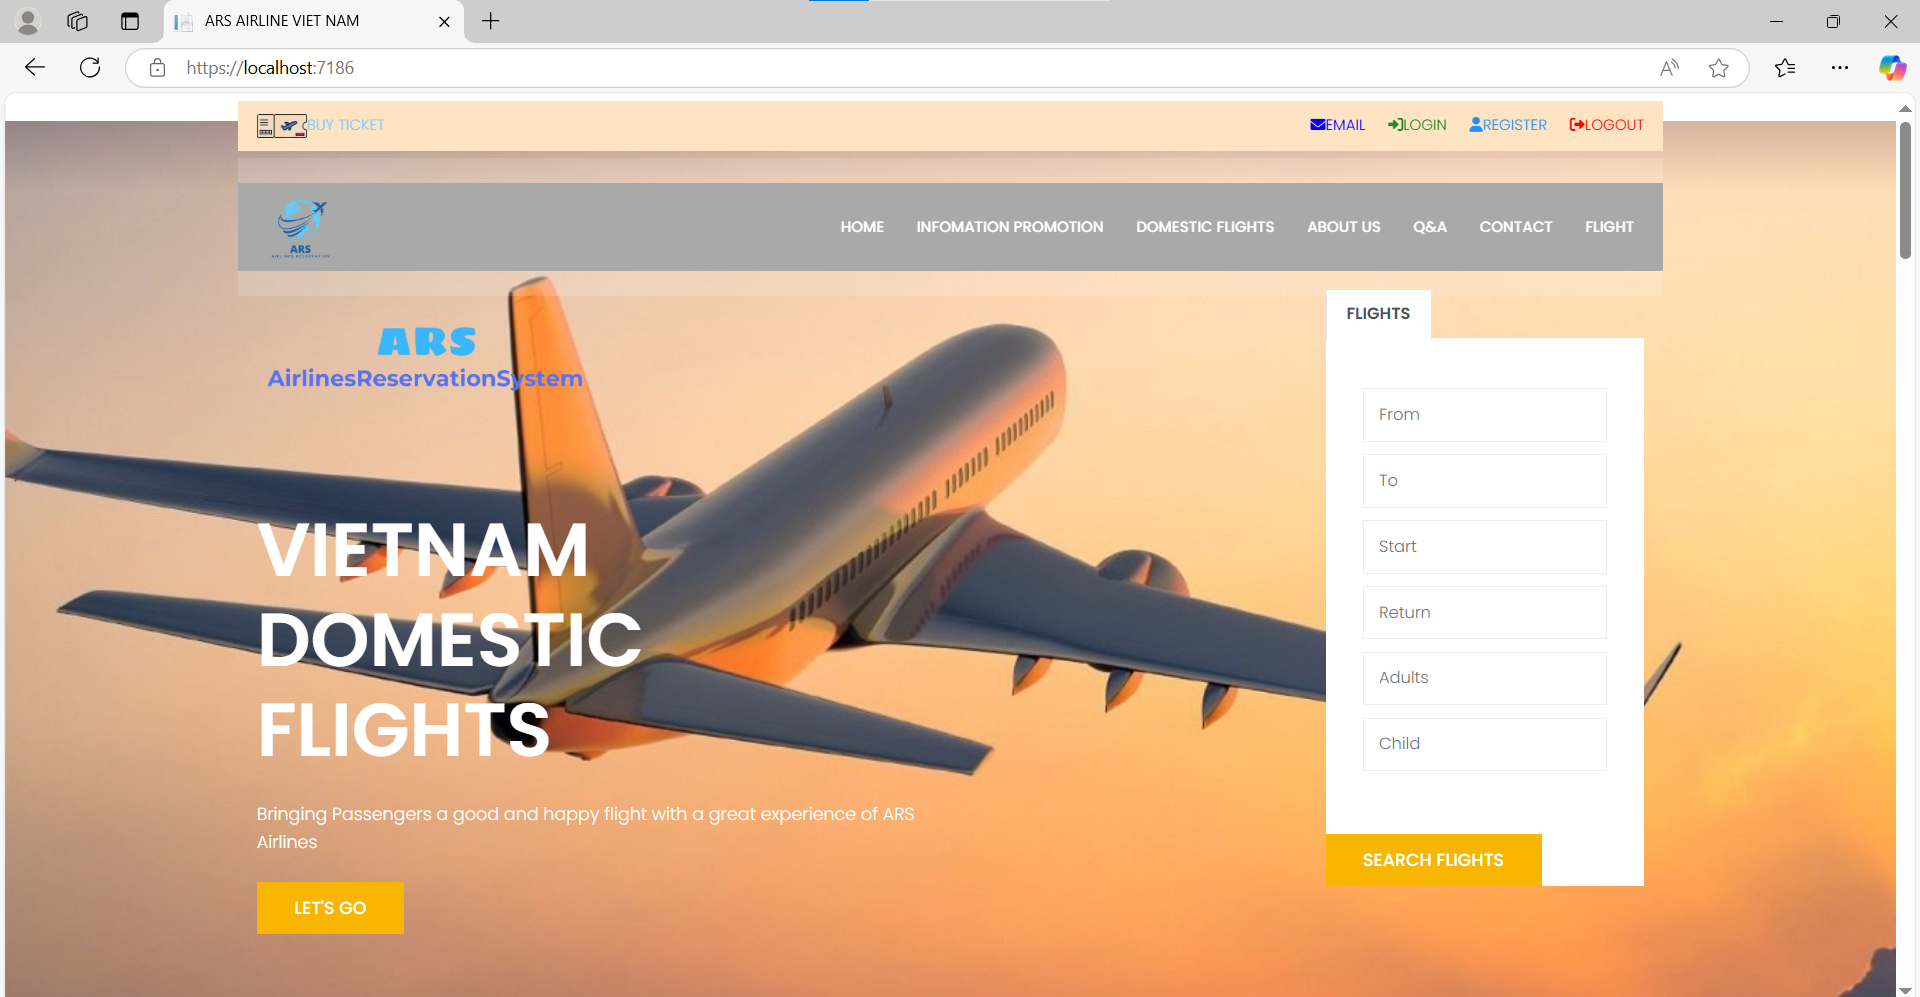 ARS AIRLINE VIET NAM
https://localhost:7186
BUY TICKET
EMAIL LOGIN REGISTER LOGOUT
ARS
AIRLINES RESERVATION
HOME INFOMATION PROMOTION DOMESTIC FLIGHTS ABOUT US Q&A CONTACT FLIGHT
ARS
AirlinesReservationSystem
VIETNAM
DOMESTIC
FLIGHTS
Bringing Passengers a good and happy flight with a great experience of ARS
Airlines
LET'S GO
FLIGHTS
From
To
Start
Return
Adults
Child
SEARCH FLIGHTS